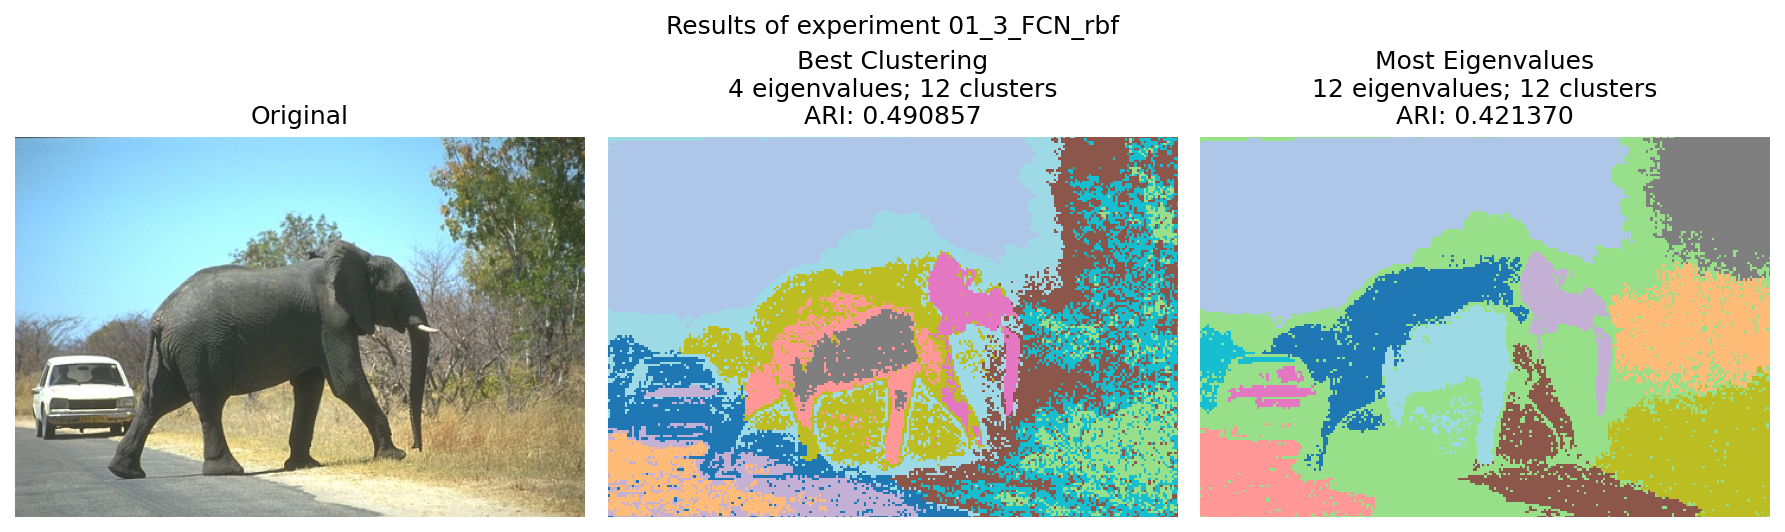 Results of experiment 01_3_FCN_rbf
Original
Best Clustering
4 eigenvalues; 12 clusters
ARI: 0.490857
Most Eigenvalues
12 eigenvalues; 12 clusters
ARI: 0.421370